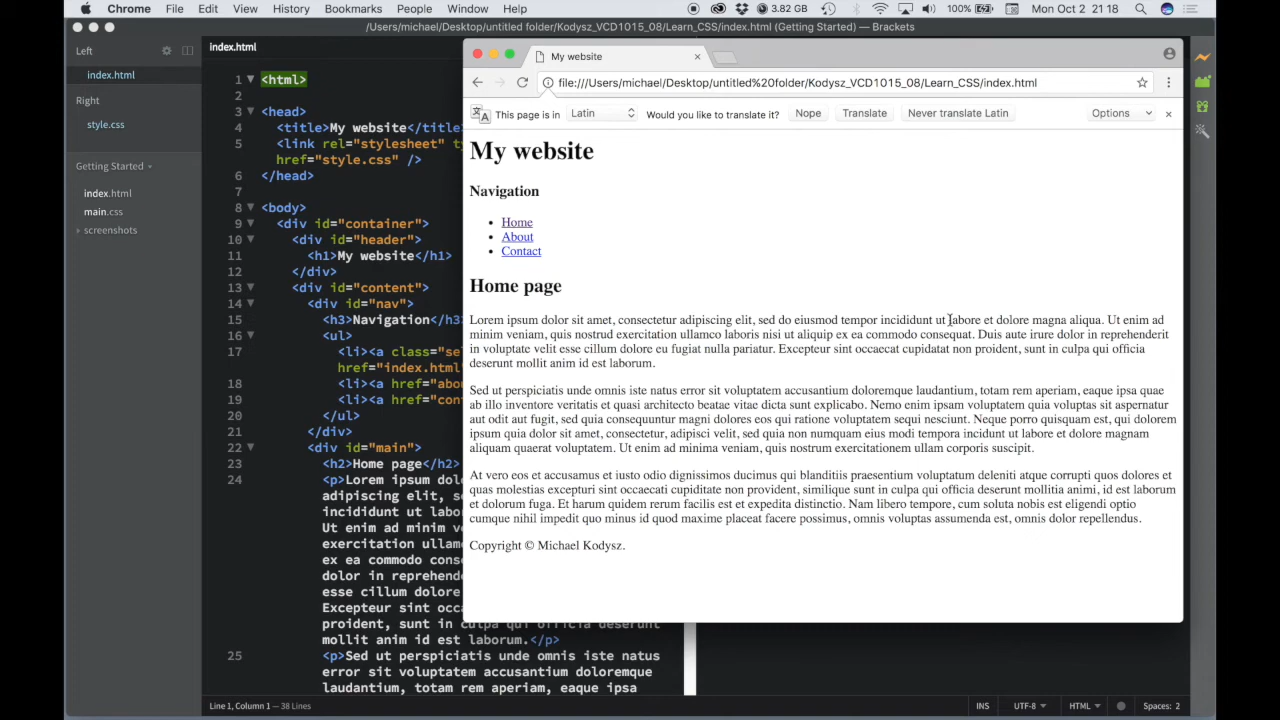 Chrome File Edit View History Bookmarks People Window Help 3.82 GB 100% Mon Oct 2 21:18
/Users/michael/Desktop/untitled folder/Kodysz_VCD1015_08/Learn_CSS/index.html (Getting Started) — Brackets
Left
index.html
Right
style.css
Getting Started
index.html
main.css
screenshots
index.html
1 <html>
2
3 <head>
4 <title>My website</title
5 <link rel="stylesheet" t
href="style.css" />
6 </head>
7
8 <body>
9 <div id="container">
10 <div id="header">
11 <h1>My website</h1>
12 </div>
13 <div id="content">
14 <div id="nav">
15 <h3>Navigation</h3
16 <ul>
17 <li><a class="se
href="index.html
18 <li><a href="abo
19 <li><a href="con
20 </ul>
21 </div>
22 <div id="main">
23 <h2>Home page</h2>
24 <p>Lorem ipsum dol
adipiscing elit, s
incididunt ut lab
Ut enim ad minim v
exercitation ullam
ex ea commodo cons
dolor in reprehend
esse cillum dolore
Excepteur sint occ
proident, sunt in culpa qui officia deserunt
mollit anim id est laborum.</p>
25 <p>Sed ut perspiciatis unde omnis iste natus
error sit voluptatem accusantium doloremque
laudantium, totam rem aperiam, eaque ipsa
Line 1, Column 1 — 38 Lines
INS UTF-8 HTML Spaces: 2
My website
file:///Users/michael/Desktop/untitled%20folder/Kodysz_VCD1015_08/Learn_CSS/index.html
This page is in Latin Would you like to translate it? Nope Translate Never translate Latin Options
My website
Navigation
Home
About
Contact
Home page
Lorem ipsum dolor sit amet, consectetur adipiscing elit, sed do eiusmod tempor incididunt ut labore et dolore magna aliqua. Ut enim ad
minim veniam, quis nostrud exercitation ullamco laboris nisi ut aliquip ex ea commodo consequat. Duis aute irure dolor in reprehenderit
in voluptate velit esse cillum dolore eu fugiat nulla pariatur. Excepteur sint occaecat cupidatat non proident, sunt in culpa qui officia
deserunt mollit anim id est laborum.
Sed ut perspiciatis unde omnis iste natus error sit voluptatem accusantium doloremque laudantium, totam rem aperiam, eaque ipsa quae
ab illo inventore veritatis et quasi architecto beatae vitae dicta sunt explicabo. Nemo enim ipsam voluptatem quia voluptas sit aspernatur
aut odit aut fugit, sed quia consequuntur magni dolores eos qui ratione voluptatem sequi nesciunt. Neque porro quisquam est, qui dolorem
ipsum quia dolor sit amet, consectetur, adipisci velit, sed quia non numquam eius modi tempora incidunt ut labore et dolore magnam
aliquam quaerat voluptatem. Ut enim ad minima veniam, quis nostrum exercitationem ullam corporis suscipit.
At vero eos et accusamus et iusto odio dignissimos ducimus qui blanditiis praesentium voluptatum deleniti atque corrupti quos dolores et
quas molestias excepturi sint occaecati cupiditate non provident, similique sunt in culpa qui officia deserunt mollitia animi, id est laborum
et dolorum fuga. Et harum quidem rerum facilis est et expedita distinctio. Nam libero tempore, cum soluta nobis est eligendi optio
cumque nihil impedit quo minus id quod maxime placeat facere possimus, omnis voluptas assumenda est, omnis dolor repellendus.
Copyright © Michael Kodysz.